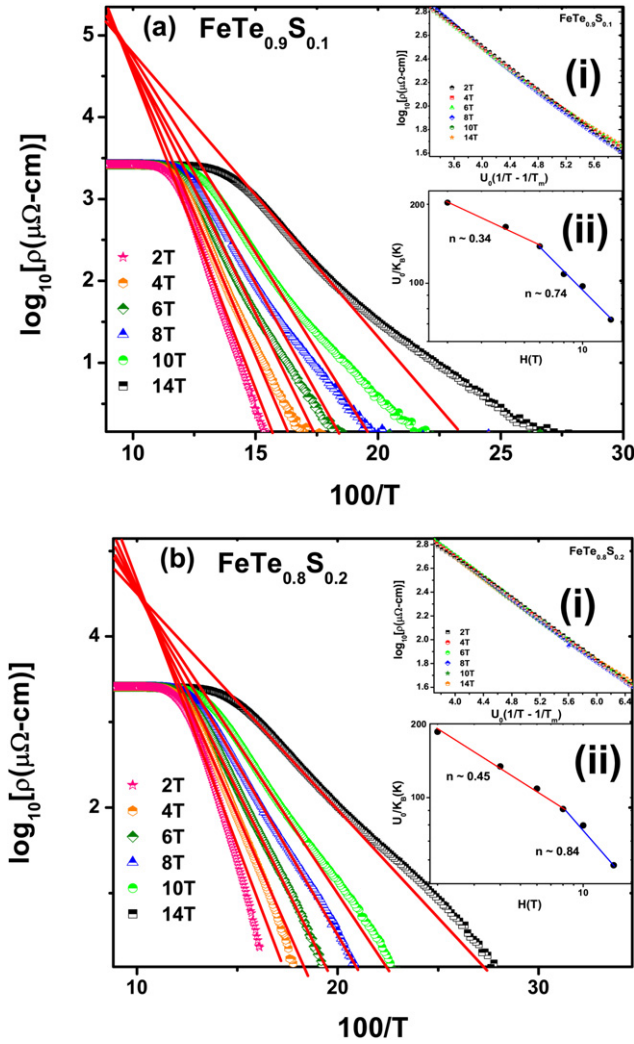 (a) FeTe0.9S0.1
log10[ρ(μΩ-cm)]
5
4
3
2
1
2T
4T
6T
8T
10T
14T
10 15 20 25 30
100/T
FeTe0.9S0.1
(i)
log10[ρ(μΩ-cm)]
2.8
2.6
2.4
2.2
2.0
1.8
1.6
2T
4T
6T
8T
10T
14T
3.6 4.0 4.4 4.8 5.2 5.6
U0(1/T - 1/Tm)
(ii)
U0/KB(K)
200
100
n ~ 0.34
n ~ 0.74
10
H(T)
(b) FeTe0.8S0.2
log10[ρ(μΩ-cm)]
4
2
2T
4T
6T
8T
10T
14T
10 20 30
100/T
FeTe0.8S0.2
(i)
log10[ρ(μΩ-cm)]
2.8
2.6
2.4
2.2
2.0
1.8
1.6
2T
4T
6T
8T
10T
14T
4.0 4.4 4.8 5.2 5.6 6.0 6.4
U0(1/T - 1/Tm)
(ii)
U0/KB(K)
200
100
n ~ 0.45
n ~ 0.84
10
H(T)